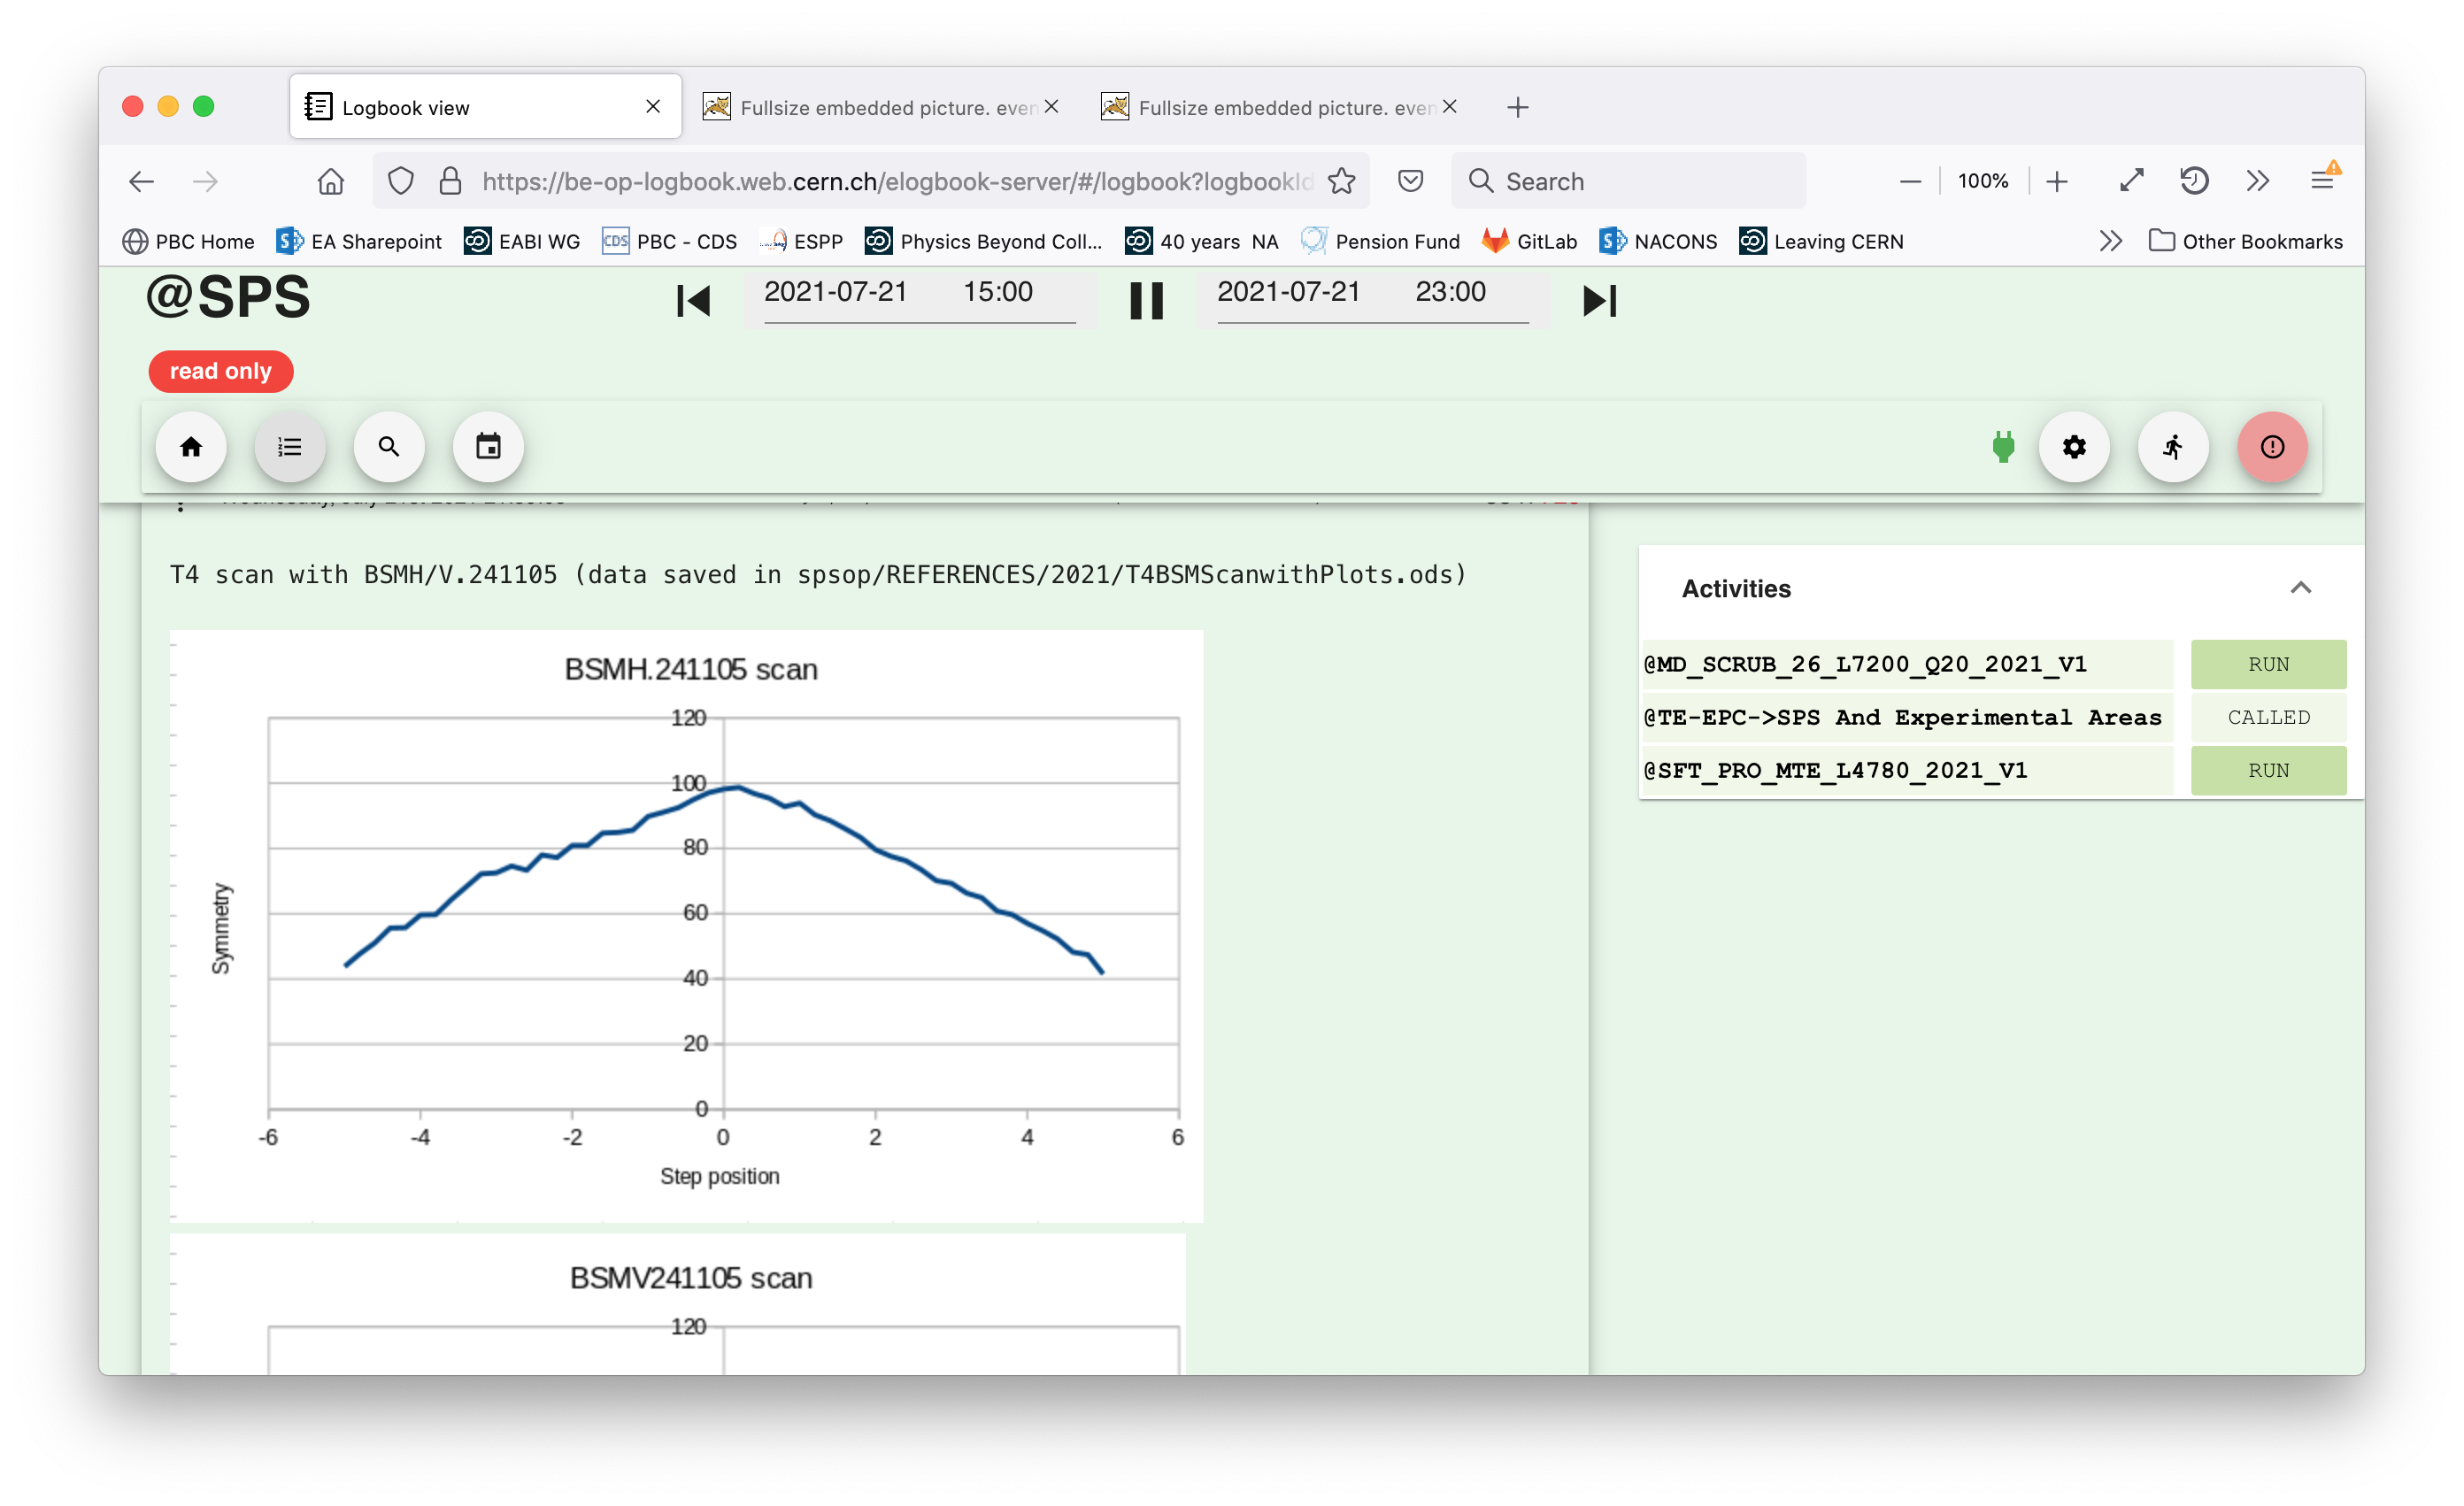 Logbook view
Fullsize embedded picture. even
Fullsize embedded picture. even
https://be-op-logbook.web.cern.ch/elogbook-server/#/logbook?logbookId
Search
100%
PBC Home EA Sharepoint EABI WG CDS PBC - CDS ESPP Physics Beyond Coll... 40 years NA Pension Fund GitLab NACONS Leaving CERN Other Bookmarks
@SPS
2021-07-21 15:00
2021-07-21 23:00
read only
T4 scan with BSMH/V.241105 (data saved in spsop/REFERENCES/2021/T4BSMScanwithPlots.ods)
BSMH.241105 scan
120
100
80
60
40
20
0
Symmetry
-6 -4 -2 0 2 4 6
Step position
BSMV241105 scan
120
Activities
@MD_SCRUB_26_L7200_Q20_2021_V1 RUN
@TE-EPC->SPS And Experimental Areas CALLED
@SFT_PRO_MTE_L4780_2021_V1 RUN